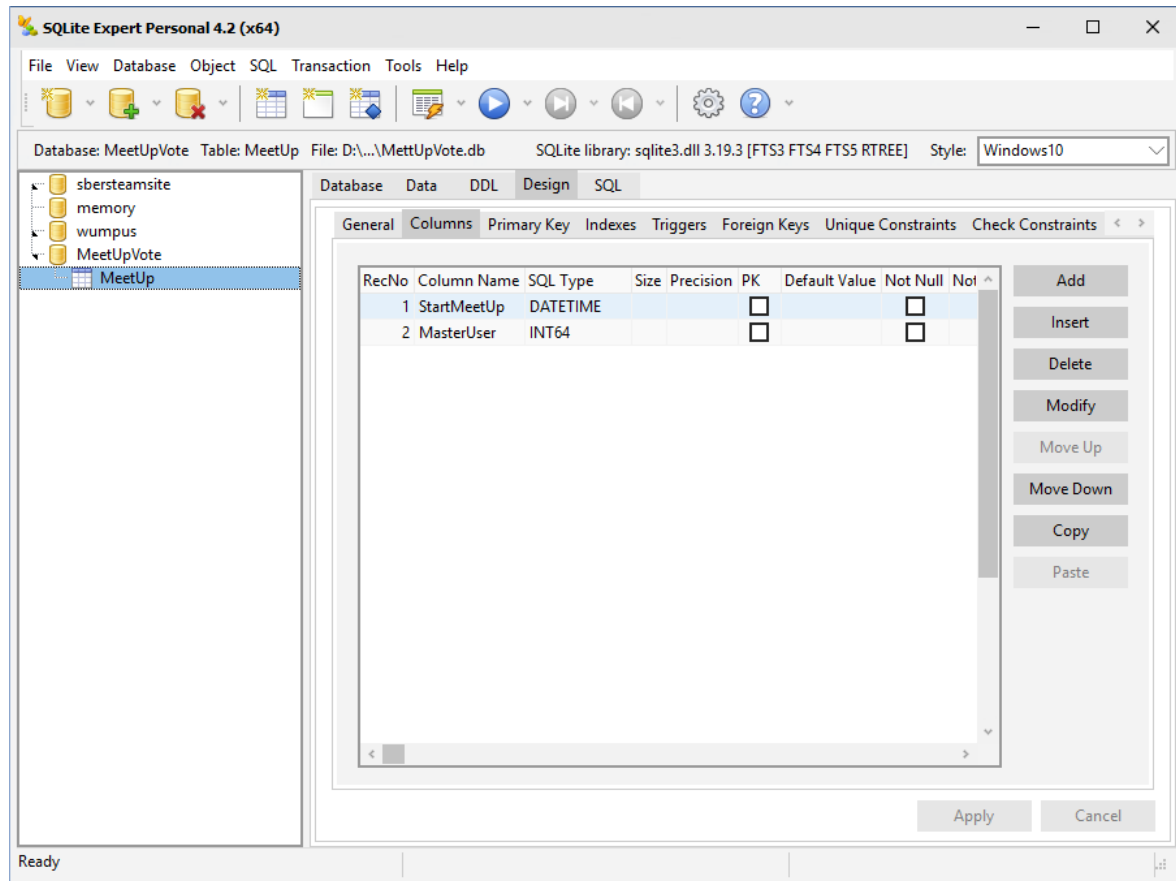 SQLite Expert Personal 4.2 (x64)
File View Database Object SQL Transaction Tools Help
Database: MeetUpVote Table: MeetUp File: D:\...\MettUpVote.db SQLite library: sqlite3.dll 3.19.3 [FTS3 FTS4 FTS5 RTREE] Style: Windows10
sbersteamsite
memory
wumpus
MeetUpVote
MeetUp
Database Data DDL Design SQL
General Columns Primary Key Indexes Triggers Foreign Keys Unique Constraints Check Constraints
RecNo Column Name SQL Type Size Precision PK Default Value Not Null Not
1 StartMeetUp DATETIME
2 MasterUser INT64
Add
Insert
Delete
Modify
Move Up
Move Down
Copy
Paste
Apply Cancel
Ready